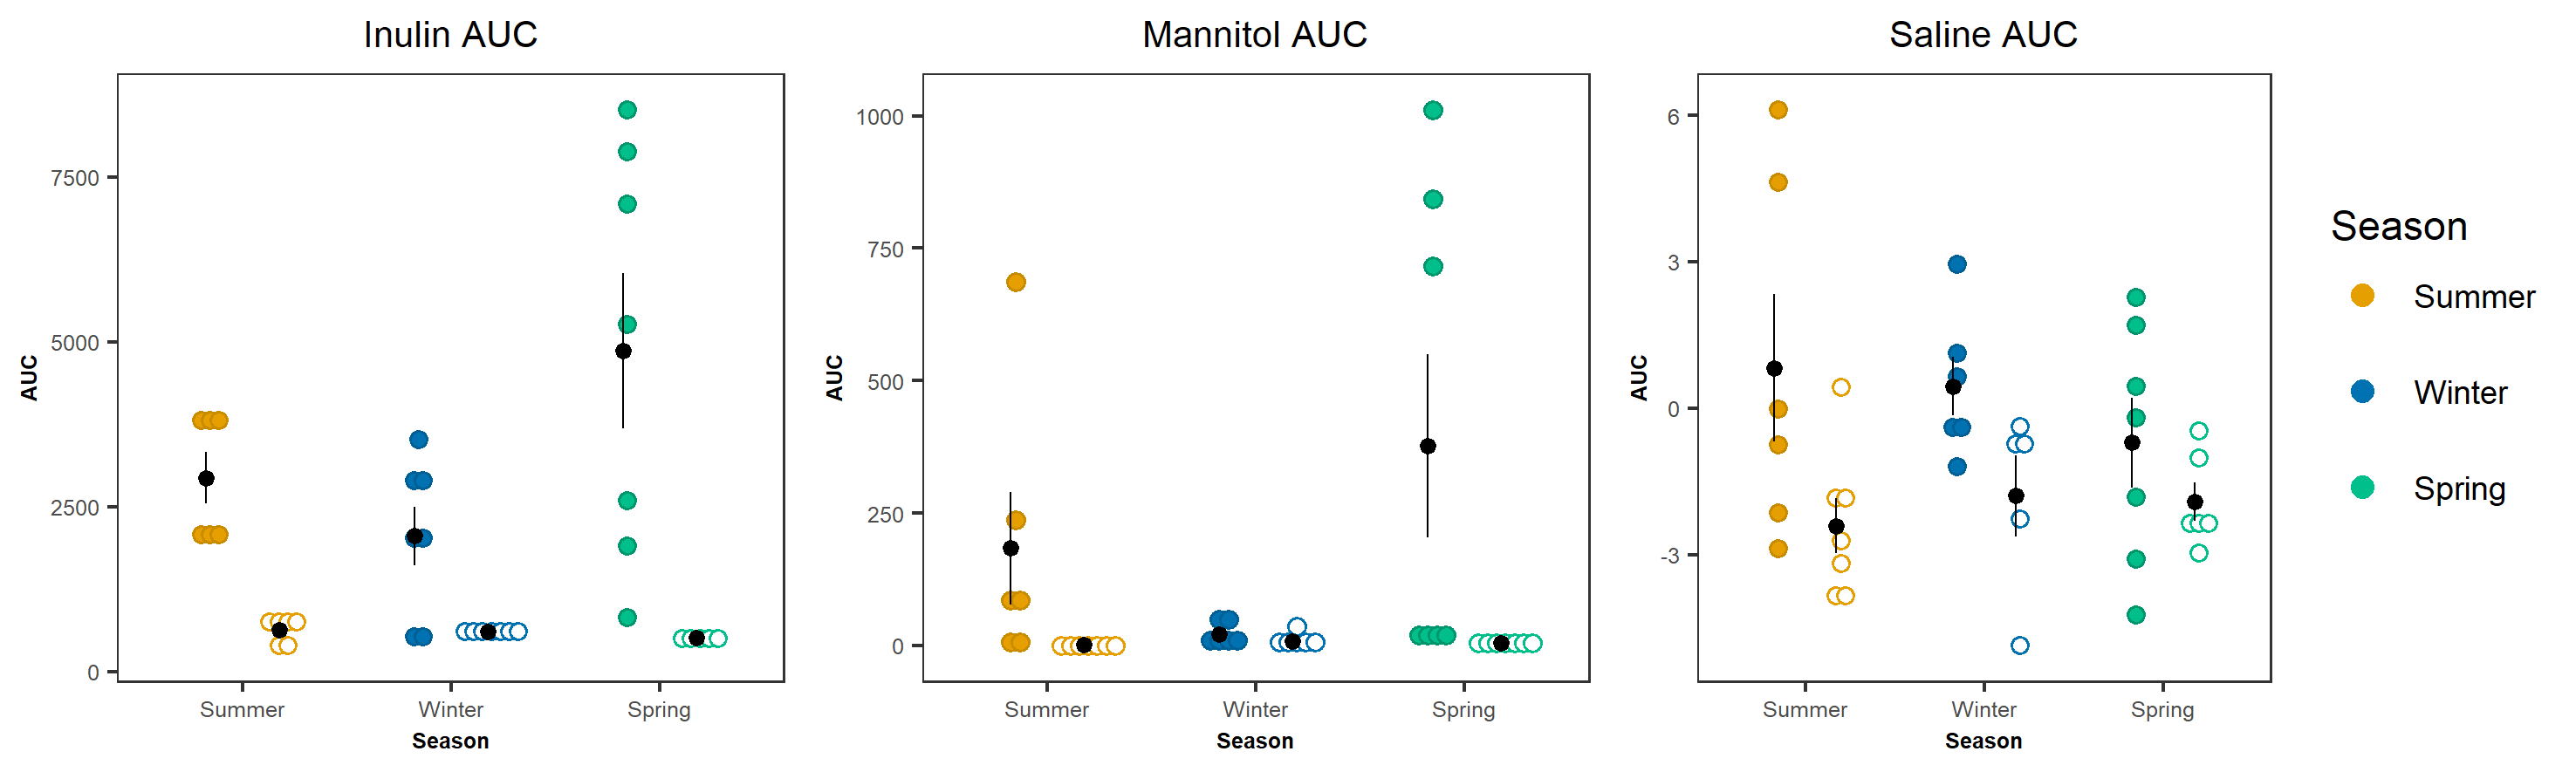 Inulin AUC
AUC
7500
5000
2500
0
Summer Winter Spring
Season
Mannitol AUC
AUC
1000
750
500
250
0
Summer Winter Spring
Season
Saline AUC
AUC
6
3
0
-3
Summer Winter Spring
Season
Season
Summer
Winter
Spring